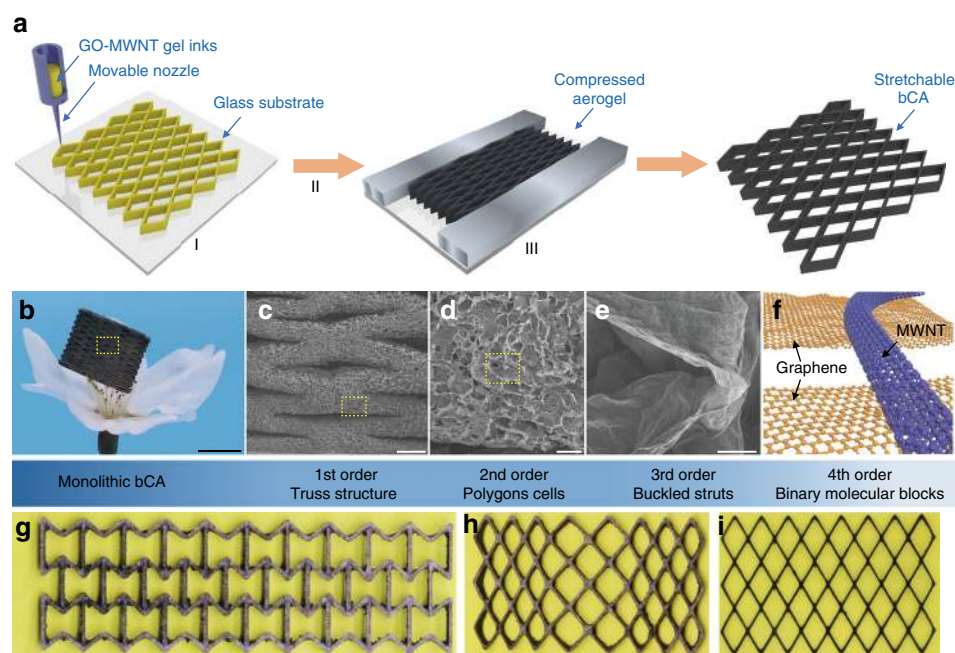 a
GO-MWNT gel inks
Movable nozzle
Glass substrate
I
II
Compressed
aerogel
III
Stretchable
bCA
b
c
d
e
f
MWNT
Graphene
Monolithic bCA
1st order
Truss structure
2nd order
Polygons cells
3rd order
Buckled struts
4th order
Binary molecular blocks
g
h
i